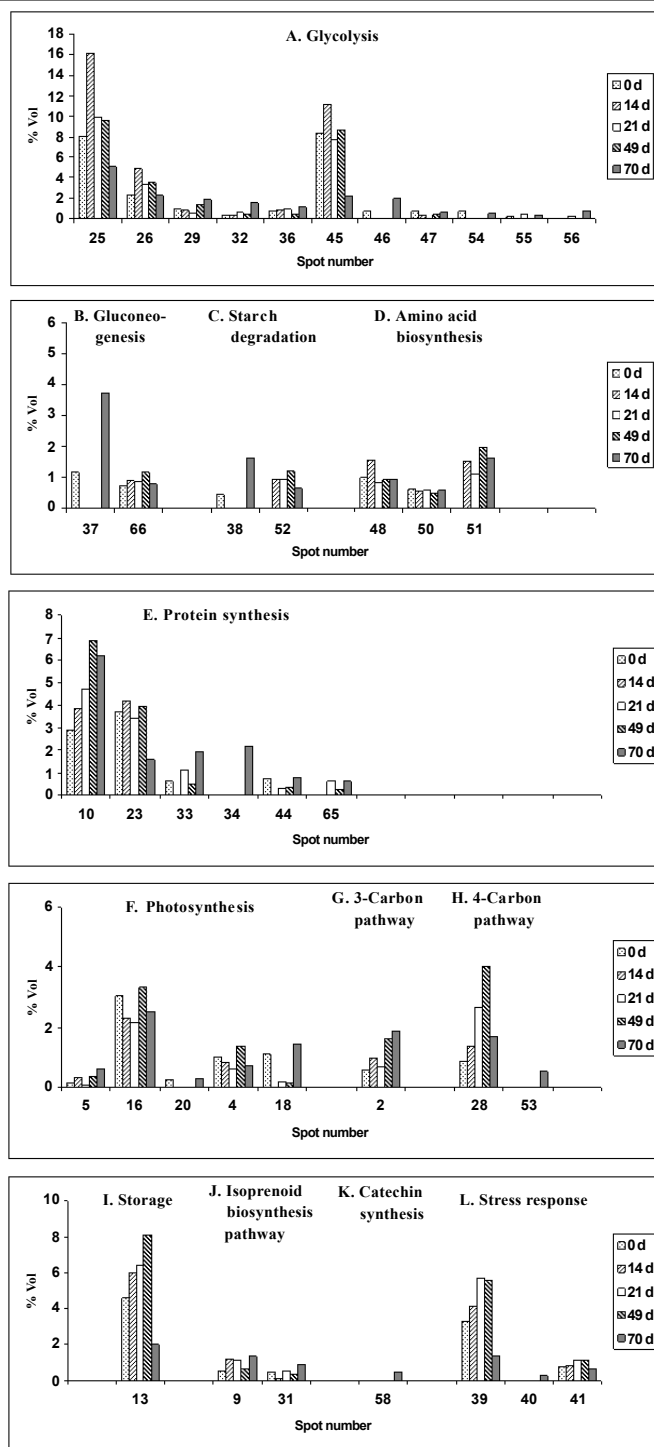 A. Glycolysis
18
16
14
12
10
8
6
4
2
0
% Vol
25 26 29 32 36 45 46 47 54 55 56
Spot number
0 d
14 d
21 d
49 d
70 d
B. Gluconeo-
genesis
C. Starch
degradation
D. Amino acid
biosynthesis
6
5
4
3
2
1
0
% Vol
37 66 38 52 48 50 51
Spot number
0 d
14 d
21 d
49 d
70 d
E. Protein synthesis
8
7
6
5
4
3
2
1
0
% Vol
10 23 33 34 44 65
Spot number
0 d
14 d
21 d
49 d
70 d
F. Photosynthesis
G. 3-Carbon
pathway
H. 4-Carbon
pathway
6
4
2
0
% Vol
5 16 20 4 18 2 28 53
Spot number
0 d
14 d
21 d
49 d
70 d
I. Storage
J. Isoprenoid
biosynthesis
pathway
K. Catechin
synthesis
L. Stress response
10
8
6
4
2
0
% Vol
13 9 31 58 39 40 41
Spot number
0 d
14 d
21 d
49 d
70 d